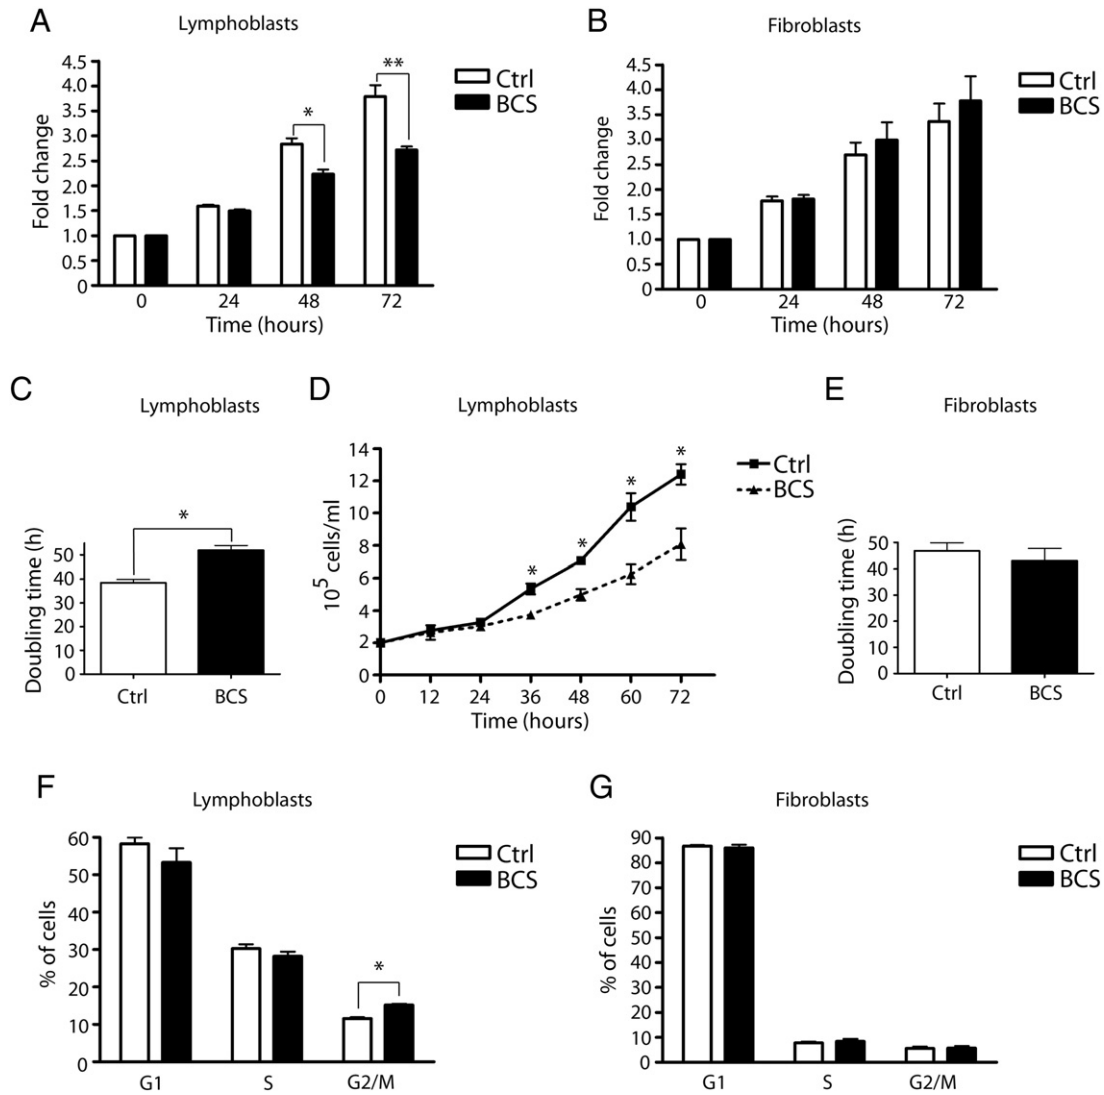 A
Lymphoblasts
Fold change
4.5
4.0
3.5
3.0
2.5
2.0
1.5
1.0
0.5
0
*
**
Ctrl
BCS
0 24 48 72
Time (hours)
B
Fibroblasts
Fold change
4.5
4.0
3.5
3.0
2.5
2.0
1.5
1.0
0.5
0
Ctrl
BCS
0 24 48 72
Time (hours)
C
Lymphoblasts
Doubling time (h)
50
40
30
20
10
0
*
Ctrl BCS
D
Lymphoblasts
10⁵ cells/ml
14
12
10
8
6
4
2
0
* * * *
Ctrl
BCS
0 12 24 36 48 60 72
Time (hours)
E
Fibroblasts
Doubling time (h)
50
40
30
20
10
0
Ctrl BCS
F
Lymphoblasts
% of cells
60
50
40
30
20
10
0
*
Ctrl
BCS
G1 S G2/M
G
Fibroblasts
% of cells
90
80
70
60
50
40
30
20
10
0
Ctrl
BCS
G1 S G2/M